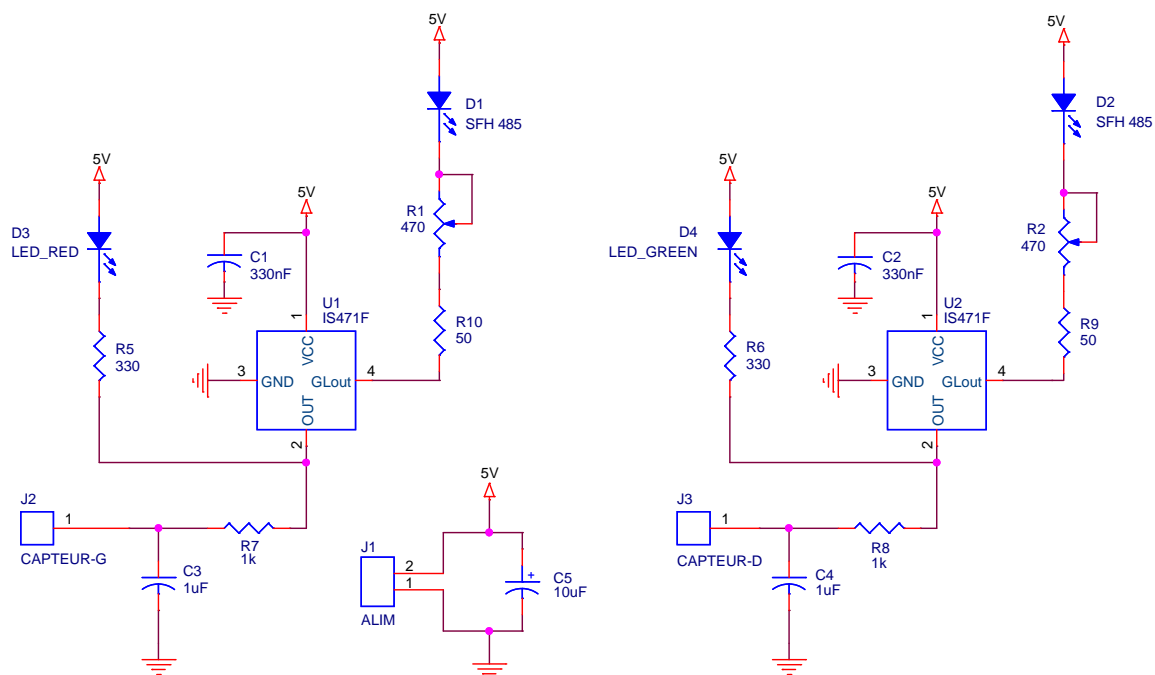 5V
D1
SFH 485
5V
R1
470
R10
50
5V
D3
LED_RED
R5
330
5V
C1
330nF
U1
IS471F
1
VCC
3
GND
GLout
4
OUT
2
J2
1
CAPTEUR-G
R7
1k
C3
1uF
5V
J1
2
1
ALIM
C5
+
10uF
5V
D2
SFH 485
R2
470
R9
50
5V
D4
LED_GREEN
R6
330
5V
C2
330nF
U2
IS471F
1
VCC
3
GND
GLout
4
OUT
2
J3
1
CAPTEUR-D
R8
1k
C4
1uF